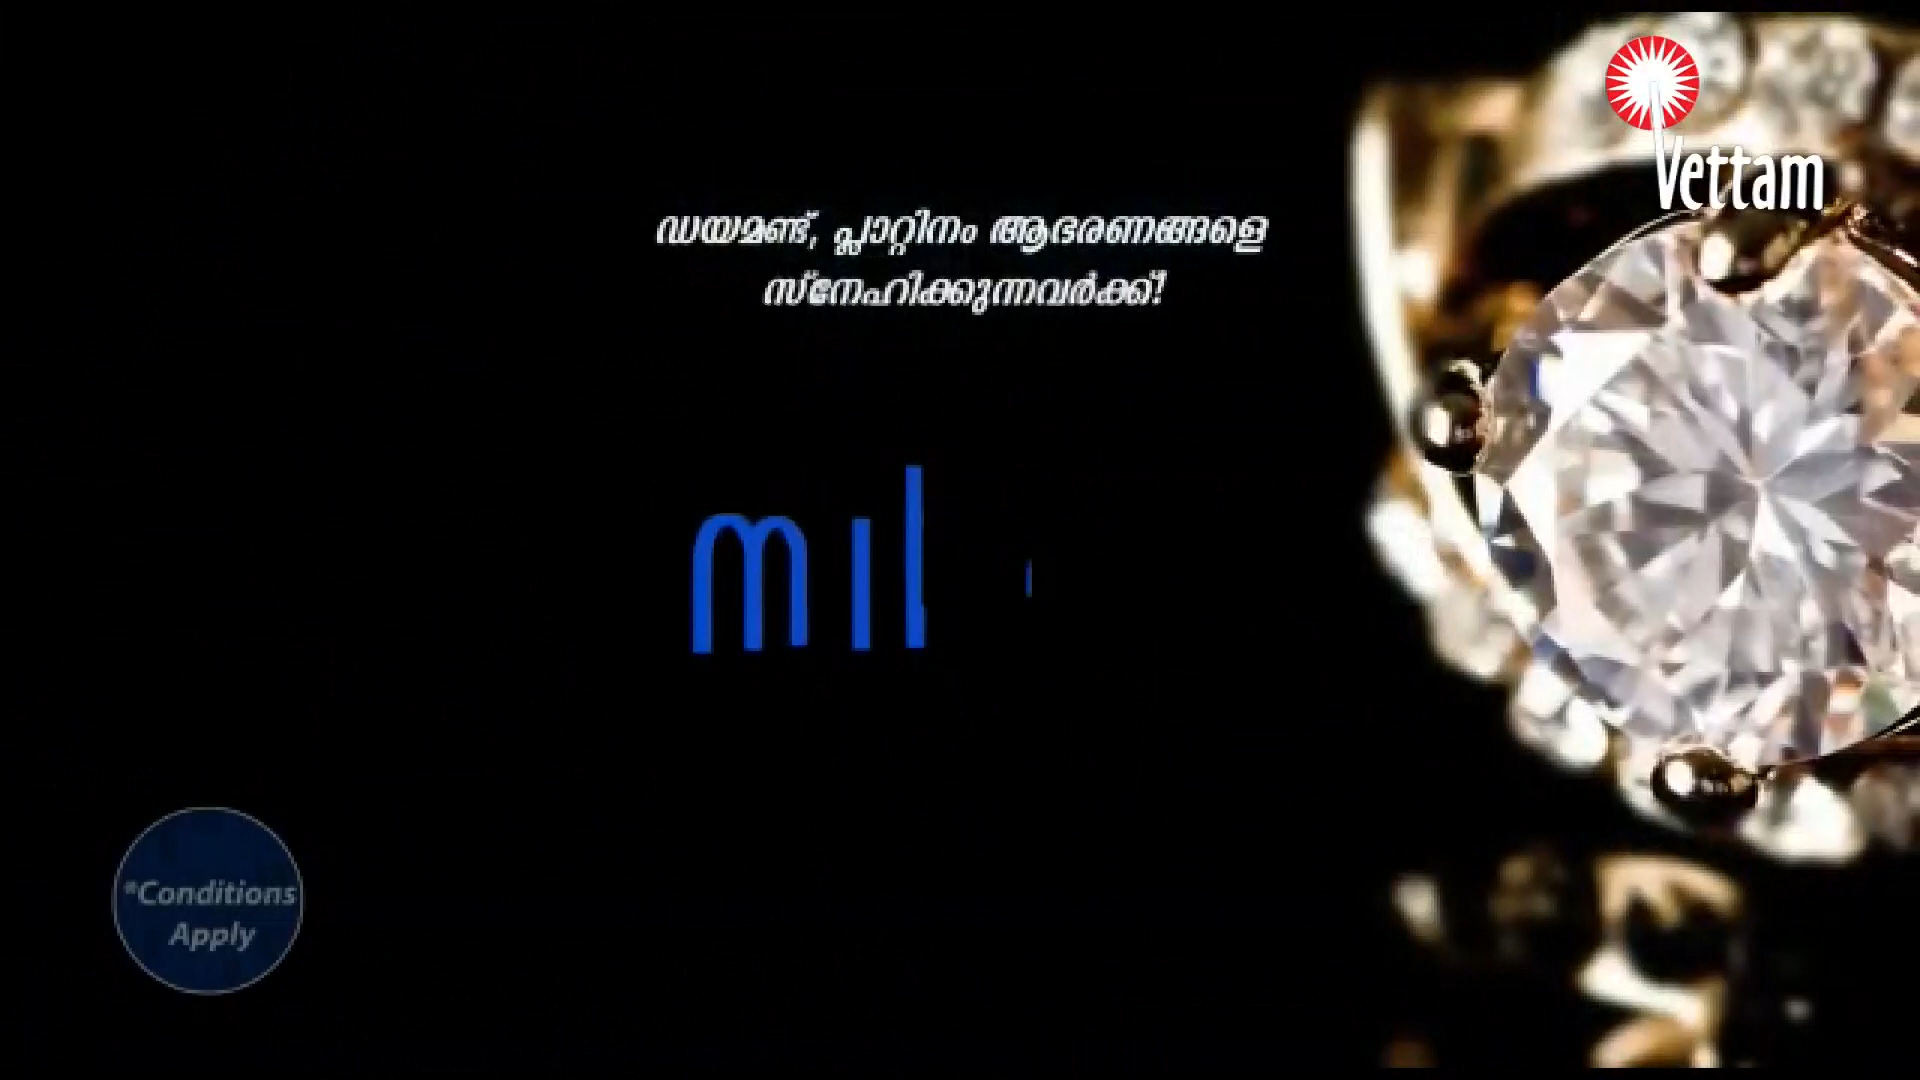 Vettam
ഡയമണ്ട്, പ്ലാറ്റിനം ആഭരണങ്ങളെ
സ്നേഹിക്കുന്നവർക്ക്!
mil
*Conditions
Apply